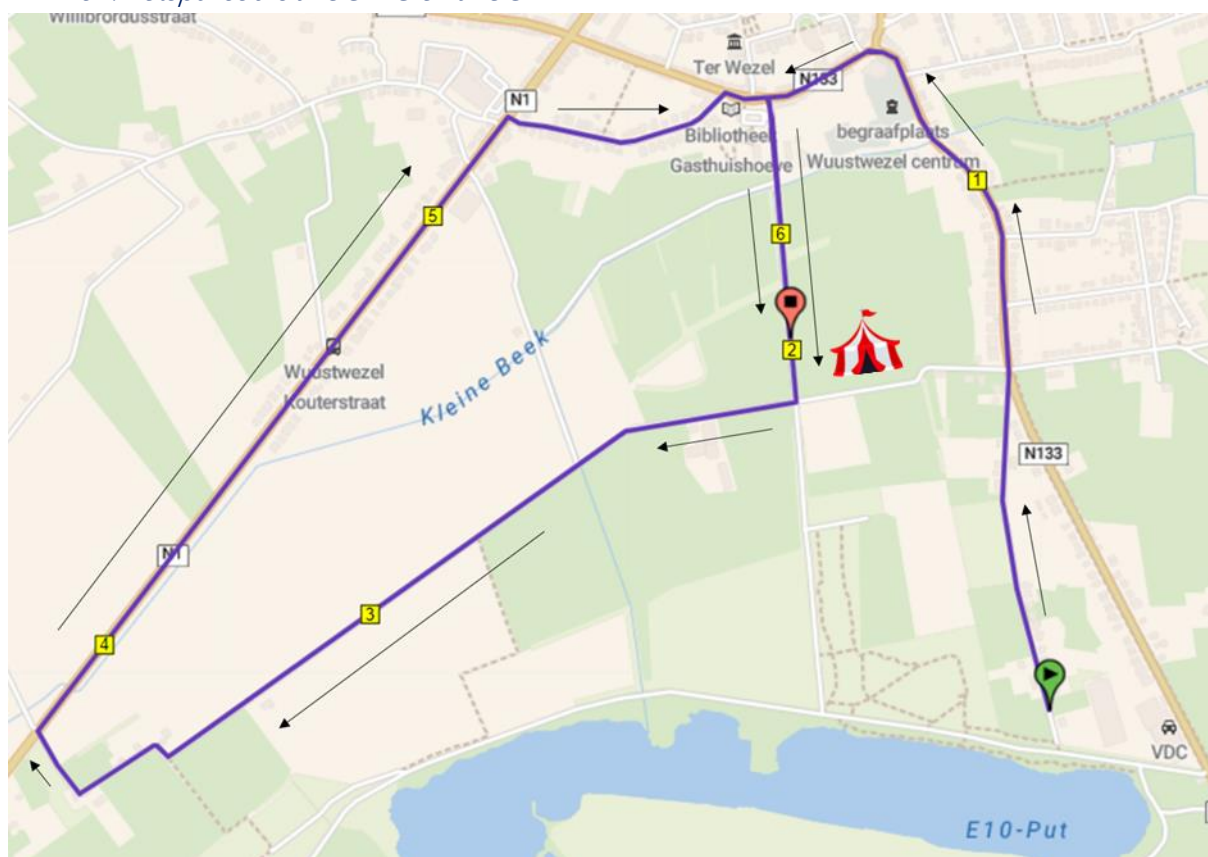 Willibrordusstraat
Ter Wezel
N133
N1
Bibliotheek
Gasthuishoeve
begraafplaats
Wuustwezel centrum
1
5
6
2
Wuustwezel
Kouterstraat
Kleine Beek
N133
N1
3
4
VDC
E10-Put